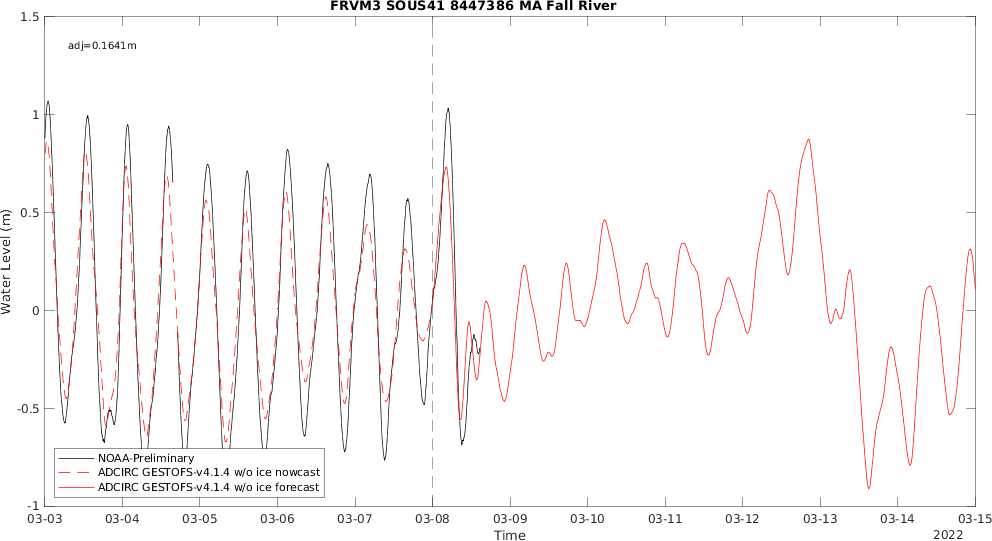 FRVM3 SOUS41 8447386 MA Fall River
adj=0.1641m
1.5
1
0.5
0
-0.5
-1
Water Level (m)
NOAA-Preliminary
ADCIRC GESTOFS-v4.1.4 w/o ice nowcast
ADCIRC GESTOFS-v4.1.4 w/o ice forecast
03-03 03-04 03-05 03-06 03-07 03-08 03-09 03-10 03-11 03-12 03-13 03-14 03-15
Time
2022